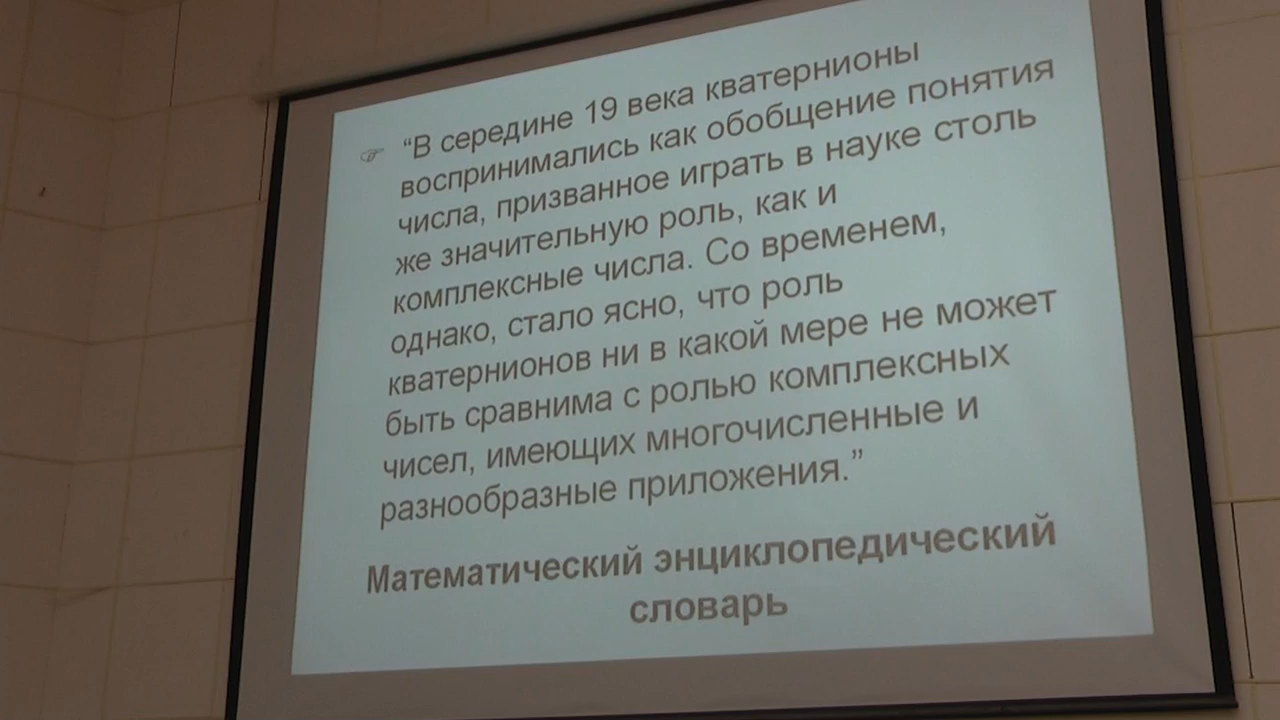 “В середине 19 века кватернионы
воспринимались как обобщение понятия
числа, призванное играть в науке столь
же значительную роль, как и
комплексные числа. Со временем,
однако, стало ясно, что роль
кватернионов ни в какой мере не может
быть сравнима с ролью комплексных
чисел, имеющих многочисленные и
разнообразные приложения.”
Математический энциклопедический
словарь